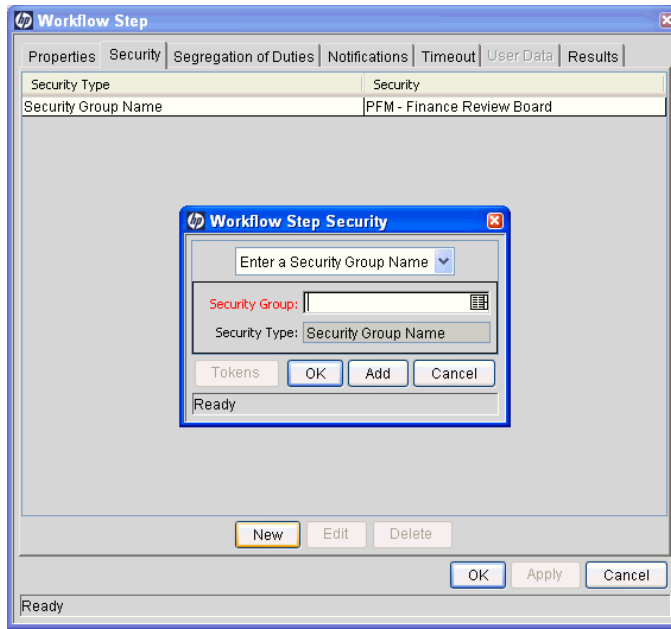 hp Workflow Step
Properties Security Segregation of Duties Notifications Timeout User Data Results
Security Type Security
Security Group Name PFM - Finance Review Board
hp Workflow Step Security
Enter a Security Group Name
Security Group:
Security Type: Security Group Name
Tokens OK Add Cancel
Ready
New Edit Delete
OK Apply Cancel
Ready